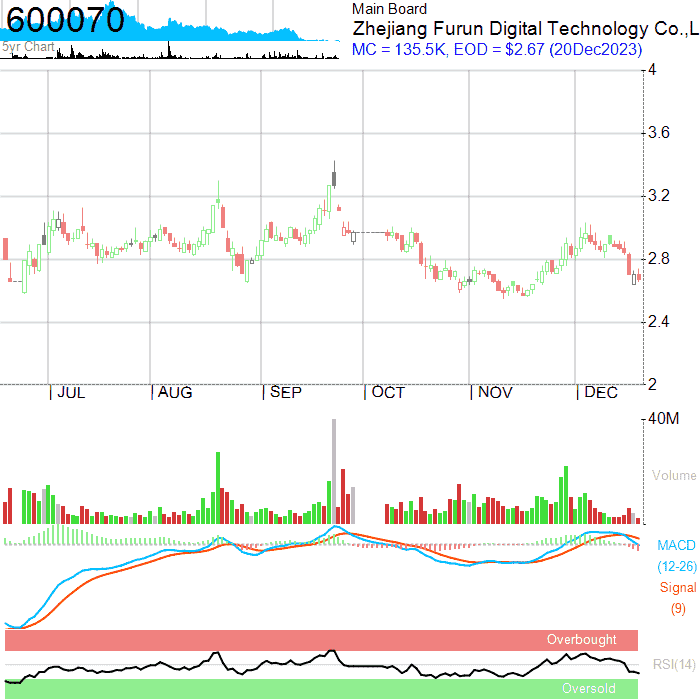 600070
5yr Chart
Main Board
Zhejiang Furun Digital Technology Co.,L
MC = 135.5K, EOD = $2.67 (20Dec2023)
4
3.6
3.2
2.8
2.4
2
JUL
AUG
SEP
OCT
NOV
DEC
40M
Volume
MACD
(12-26)
Signal
(9)
Overbought
RSI(14)
Oversold